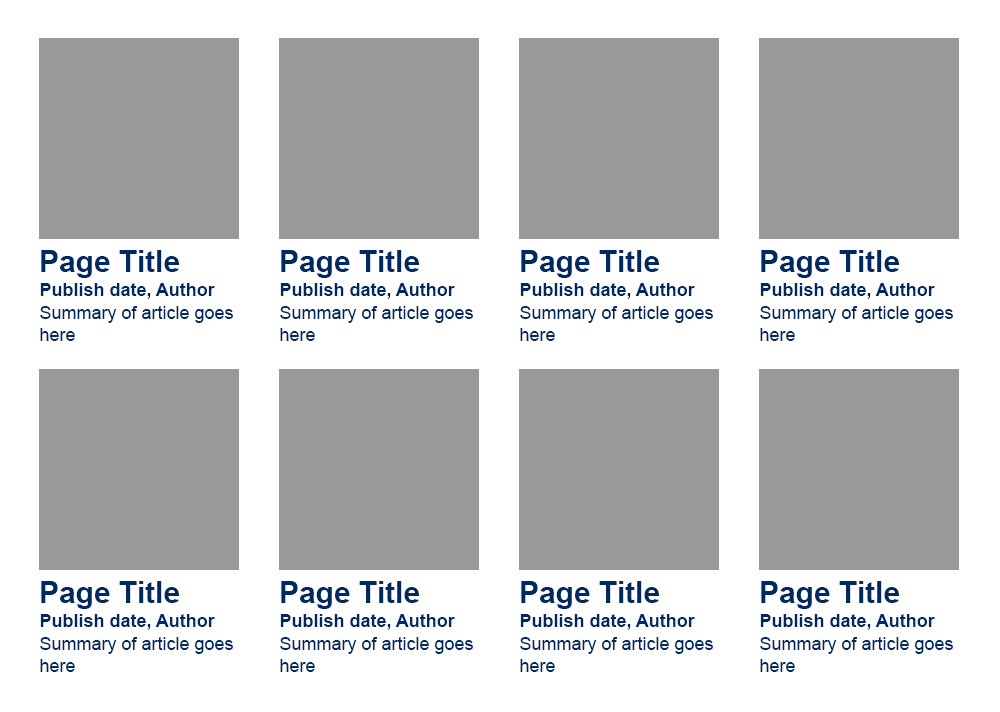 Page Title
Publish date, Author
Summary of article goes
here
Page Title
Publish date, Author
Summary of article goes
here
Page Title
Publish date, Author
Summary of article goes
here
Page Title
Publish date, Author
Summary of article goes
here
Page Title
Publish date, Author
Summary of article goes
here
Page Title
Publish date, Author
Summary of article goes
here
Page Title
Publish date, Author
Summary of article goes
here
Page Title
Publish date, Author
Summary of article goes
here